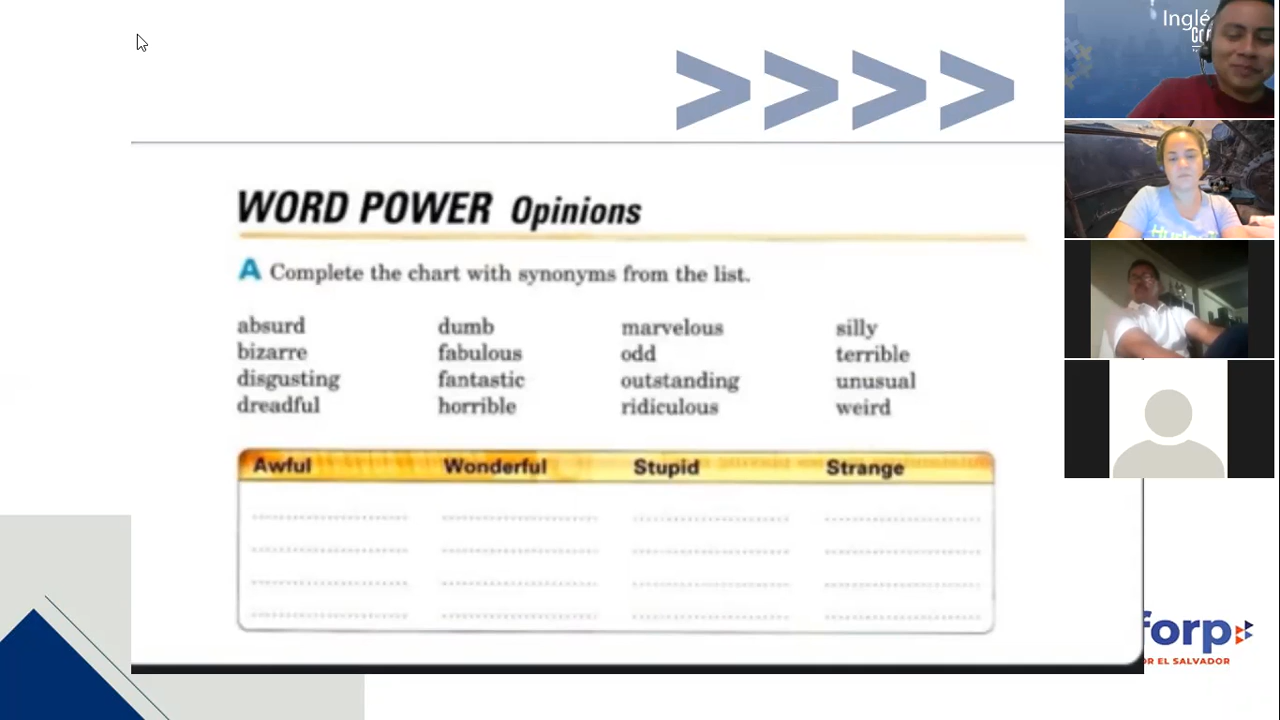 Inglé
WORD POWER Opinions
A Complete the chart with synonyms from the list.
absurd dumb marvelous silly
bizarre fabulous odd terrible
disgusting fantastic outstanding unusual
dreadful horrible ridiculous weird
Awful Wonderful Stupid Strange
forp
OR EL SALVADOR